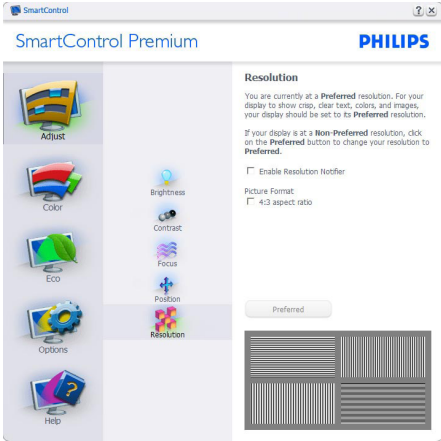 SmartControl
SmartControl Premium
PHILIPS
Adjust
Color
Eco
Options
Help
Brightness
Contrast
Focus
Position
Resolution
Resolution
You are currently at a Preferred resolution. For your
display to show crisp, clear text, colors, and images,
your display should be set to its Preferred resolution.
If your display is at a Non-Preferred resolution, click
on the Preferred button to change your resolution to
Preferred.
Enable Resolution Notifier
Picture Format
4:3 aspect ratio
Preferred